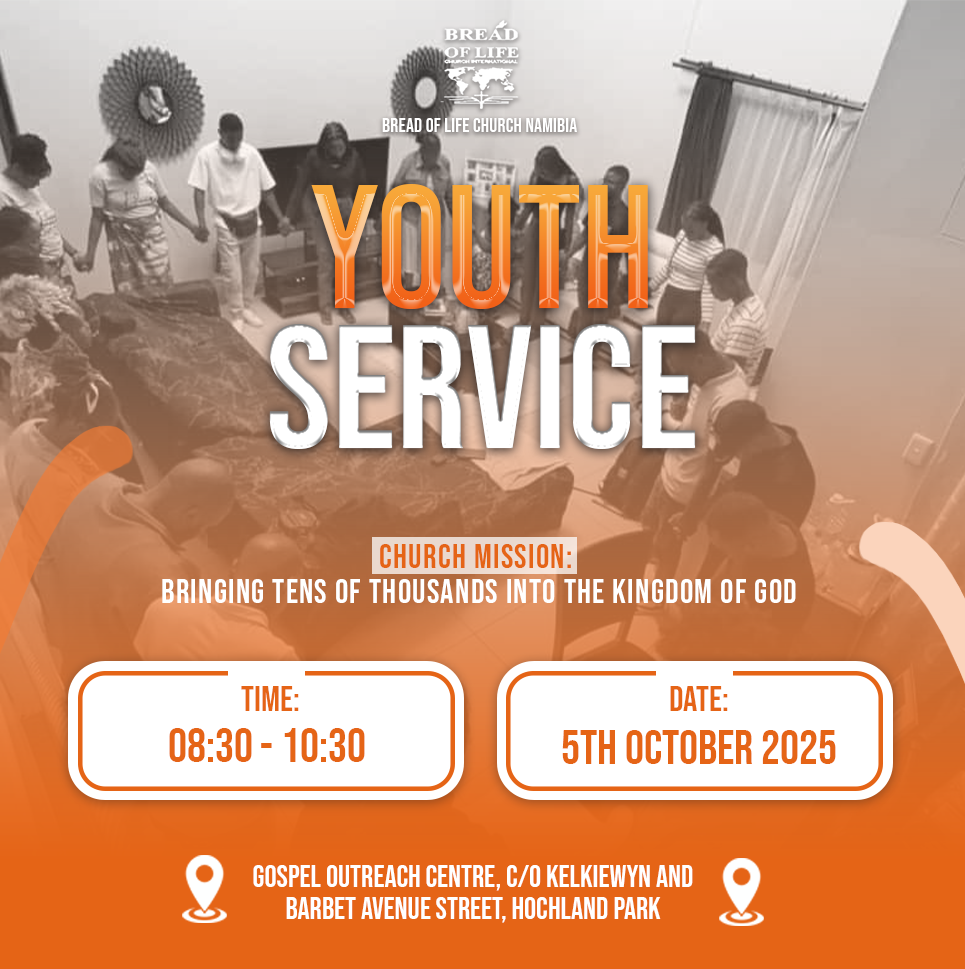 BREAD
OF LIFE
CHURCH INTERNATIONAL
BREAD OF LIFE CHURCH NAMIBIA
YOUTH
SERVICE
CHURCH MISSION:
BRINGING TENS OF THOUSANDS INTO THE KINGDOM OF GOD
TIME:
08:30 - 10:30
DATE:
5TH OCTOBER 2025
GOSPEL OUTREACH CENTRE, C/O KELKIEWYN AND
BARBET AVENUE STREET, HOCHLAND PARK